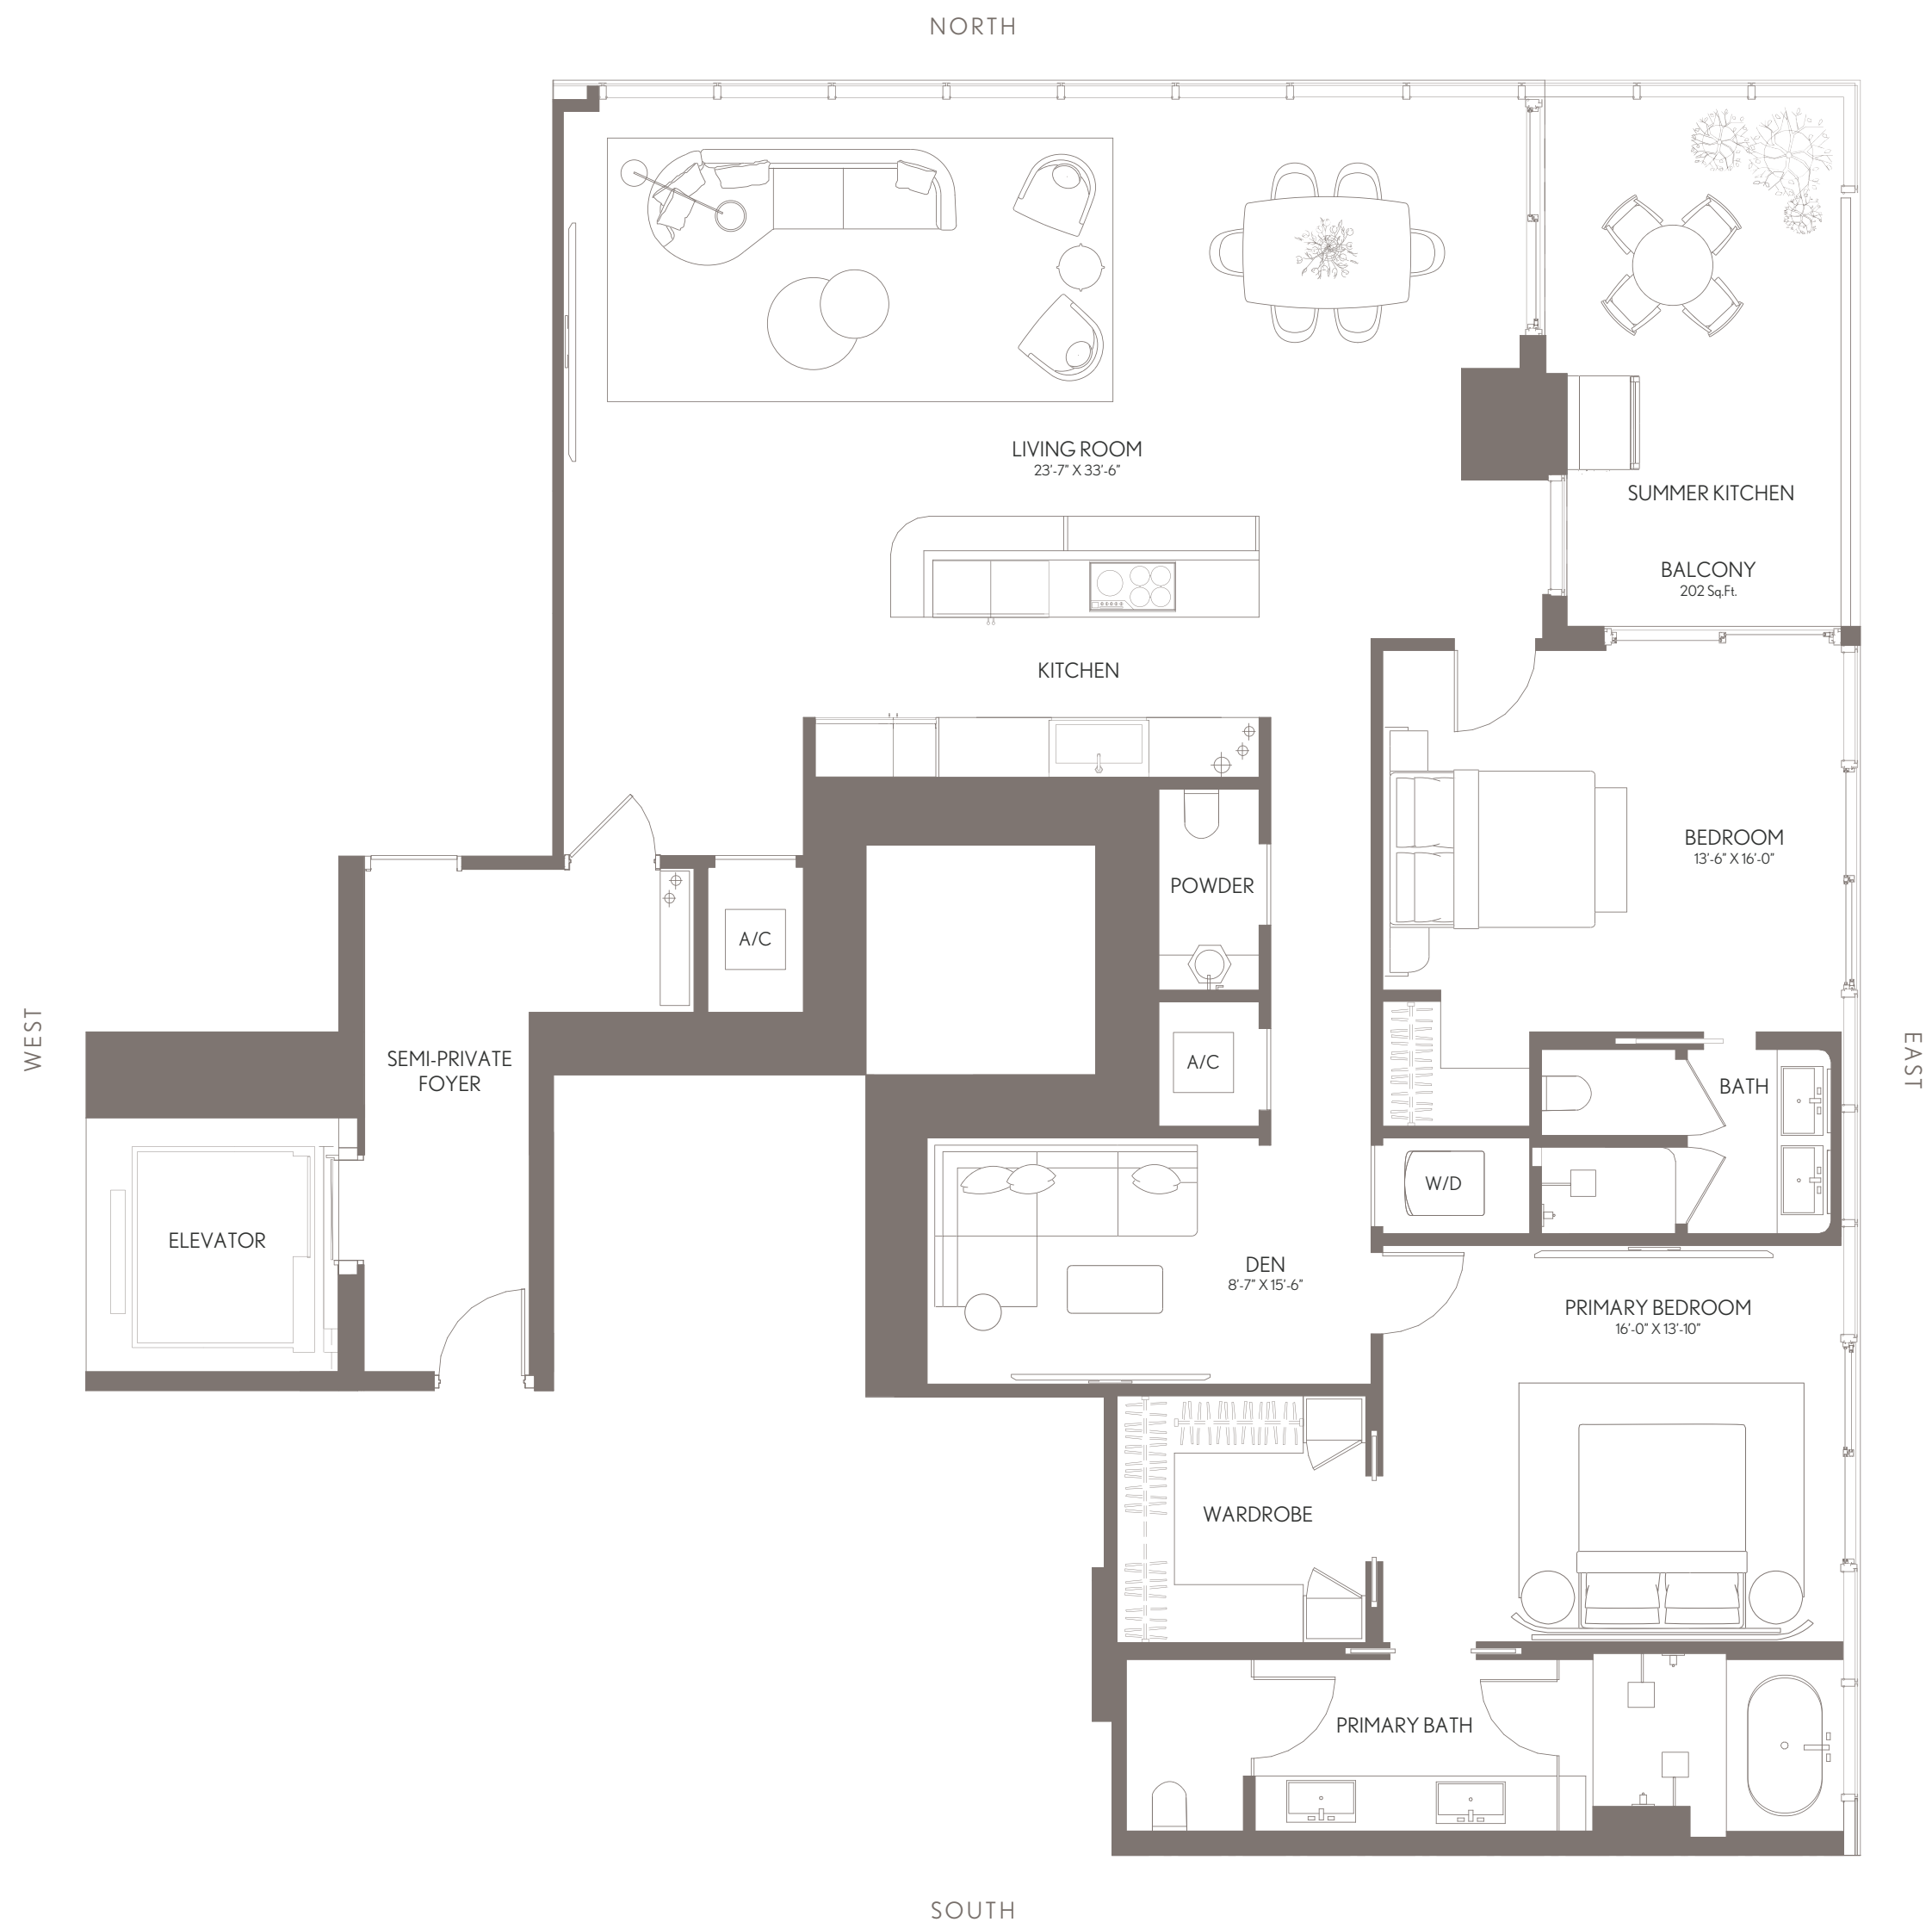 NORTH
LIVING ROOM
23'-7" X 33'-6"
SUMMER KITCHEN
BALCONY
202 Sq.Ft.
KITCHEN
BEDROOM
13'-6" X 16'-0"
POWDER
A/C
WEST
SEMI-PRIVATE
FOYER
A/C
BATH
EAST
W/D
ELEVATOR
DEN
8'-7" X 15'-6"
PRIMARY BEDROOM
16'-0" X 13'-10"
WARDROBE
PRIMARY BATH
SOUTH